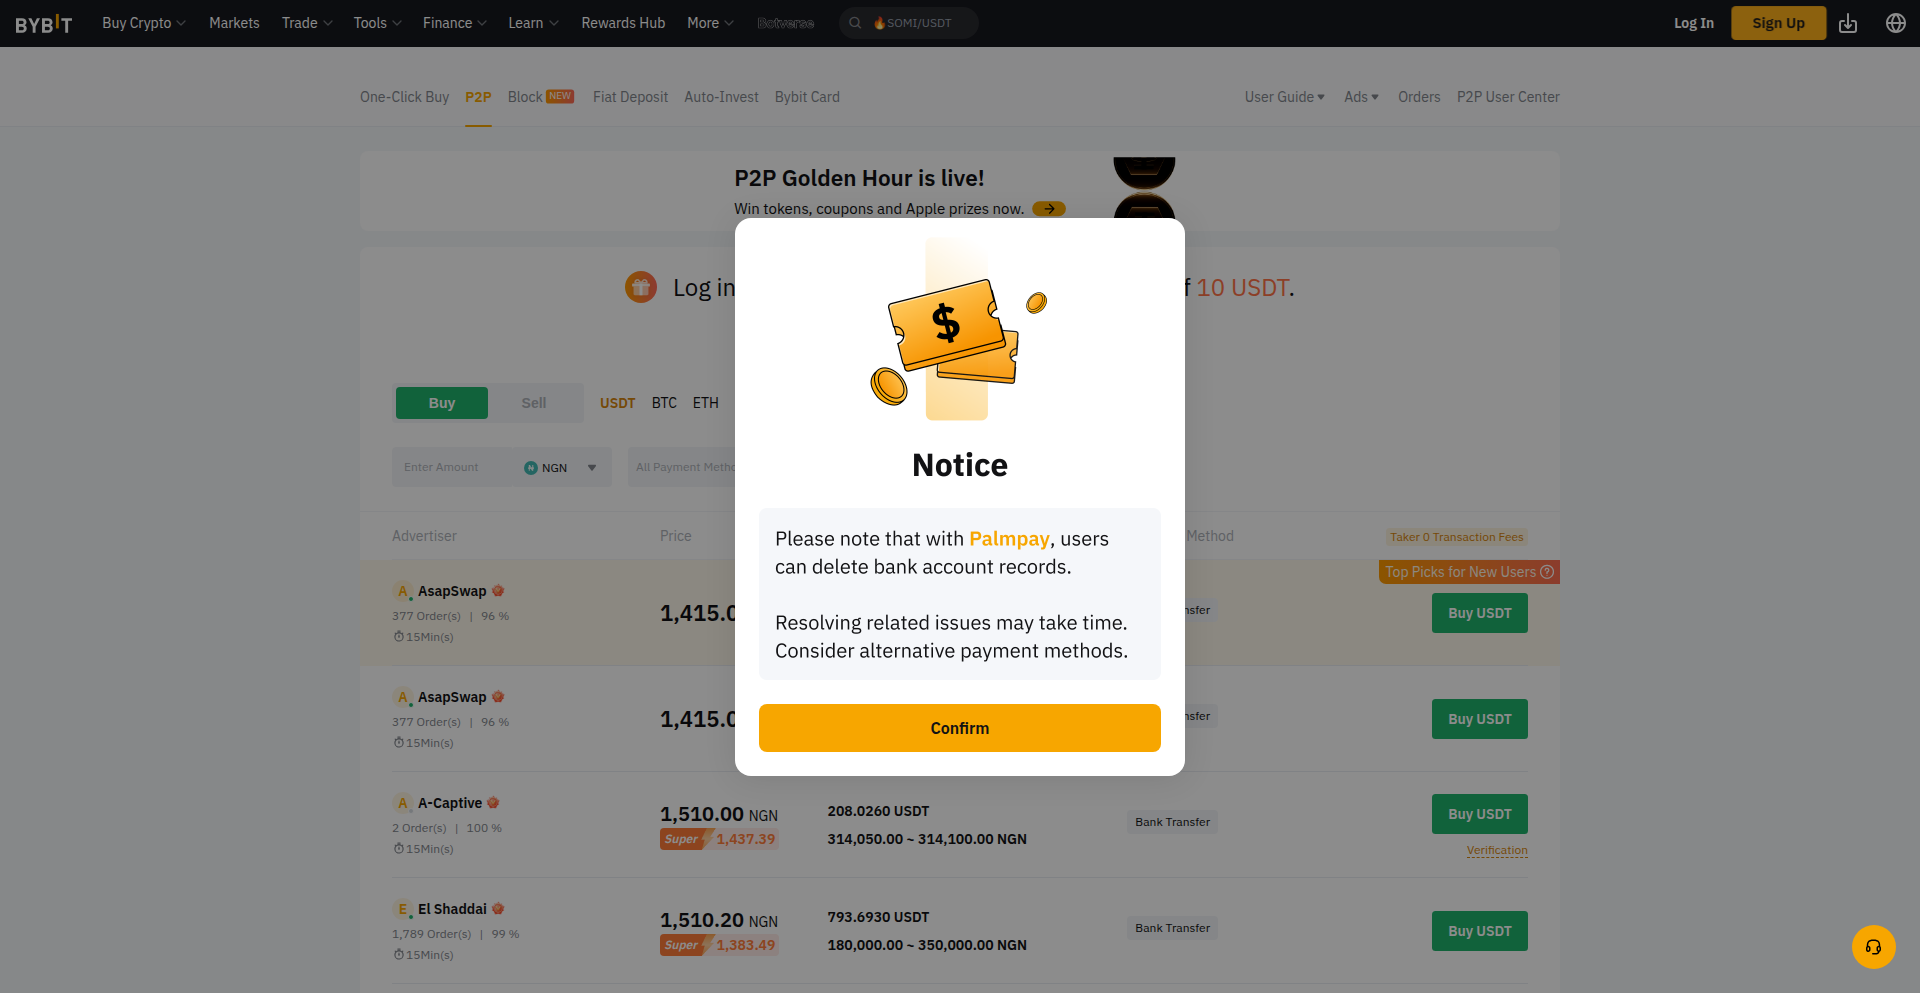 BYBIT Buy Crypto Markets Trade Tools Finance Learn Rewards Hub More Botverse 🔥SOMI/USDT Log In Sign Up
One-Click Buy P2P Block NEW Fiat Deposit Auto-Invest Bybit Card User Guide Ads Orders P2P User Center
P2P Golden Hour is live!
Win tokens, coupons and Apple prizes now.
Log in 10 USDT.
$
Buy Sell USDT BTC ETH
Notice
Enter Amount NGN All Payment
Please note that with Palmpay, users
can delete bank account records.
Resolving related issues may take time.
Consider alternative payment methods.
Confirm
Advertiser Price Method Taker 0 Transaction Fees
Top Picks for New Users
A AsapSwap
377 Order(s) | 96 %
15Min(s)
1,415.0
Buy USDT
A AsapSwap
377 Order(s) | 96 %
15Min(s)
1,415.0
Buy USDT
A A-Captive
2 Order(s) | 100 %
15Min(s)
1,510.00 NGN
Super 1,437.39
208.0260 USDT
314,050.00 ~ 314,100.00 NGN
Bank Transfer
Buy USDT
Verification
E El Shaddai
1,789 Order(s) | 99 %
15Min(s)
1,510.20 NGN
Super 1,383.49
793.6930 USDT
180,000.00 ~ 350,000.00 NGN
Bank Transfer
Buy USDT